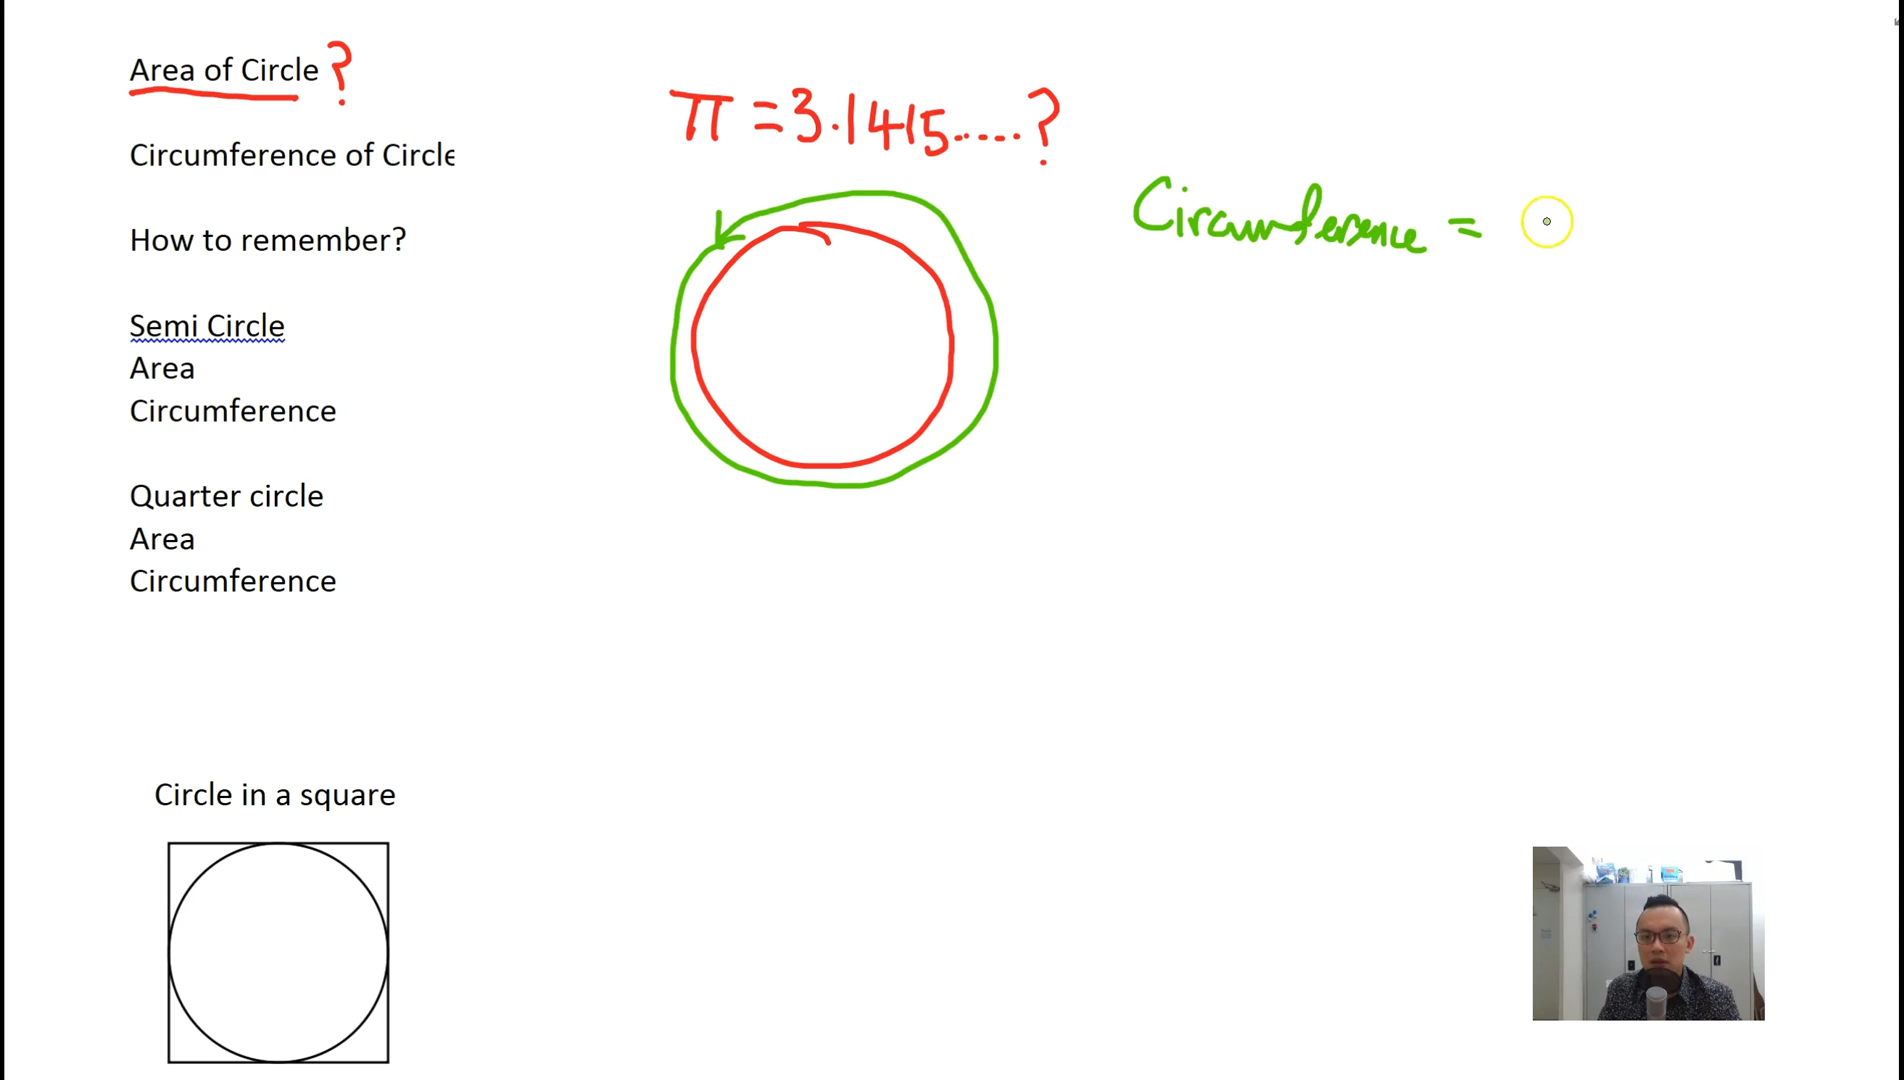 Area of Circle ?
Circumference of Circle
How to remember?
Semi Circle
Area
Circumference
Quarter circle
Area
Circumference
Circle in a square
π = 3.1415.....?
Circumference =